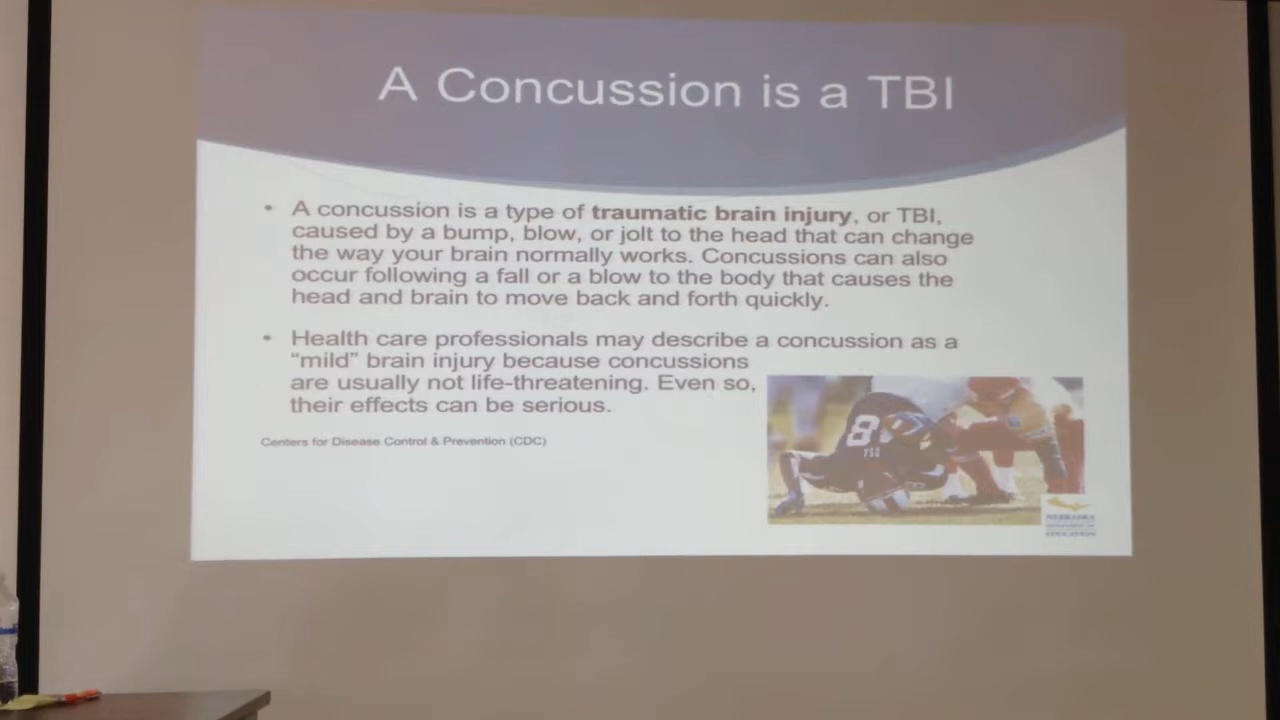 A Concussion is a TBI
• A concussion is a type of traumatic brain injury, or TBI,
caused by a bump, blow, or jolt to the head that can change
the way your brain normally works. Concussions can also
occur following a fall or a blow to the body that causes the
head and brain to move back and forth quickly.
• Health care professionals may describe a concussion as a
“mild” brain injury because concussions
are usually not life-threatening. Even so,
their effects can be serious.
Centers for Disease Control & Prevention (CDC)
8
NEBRASKA
EDUCATION